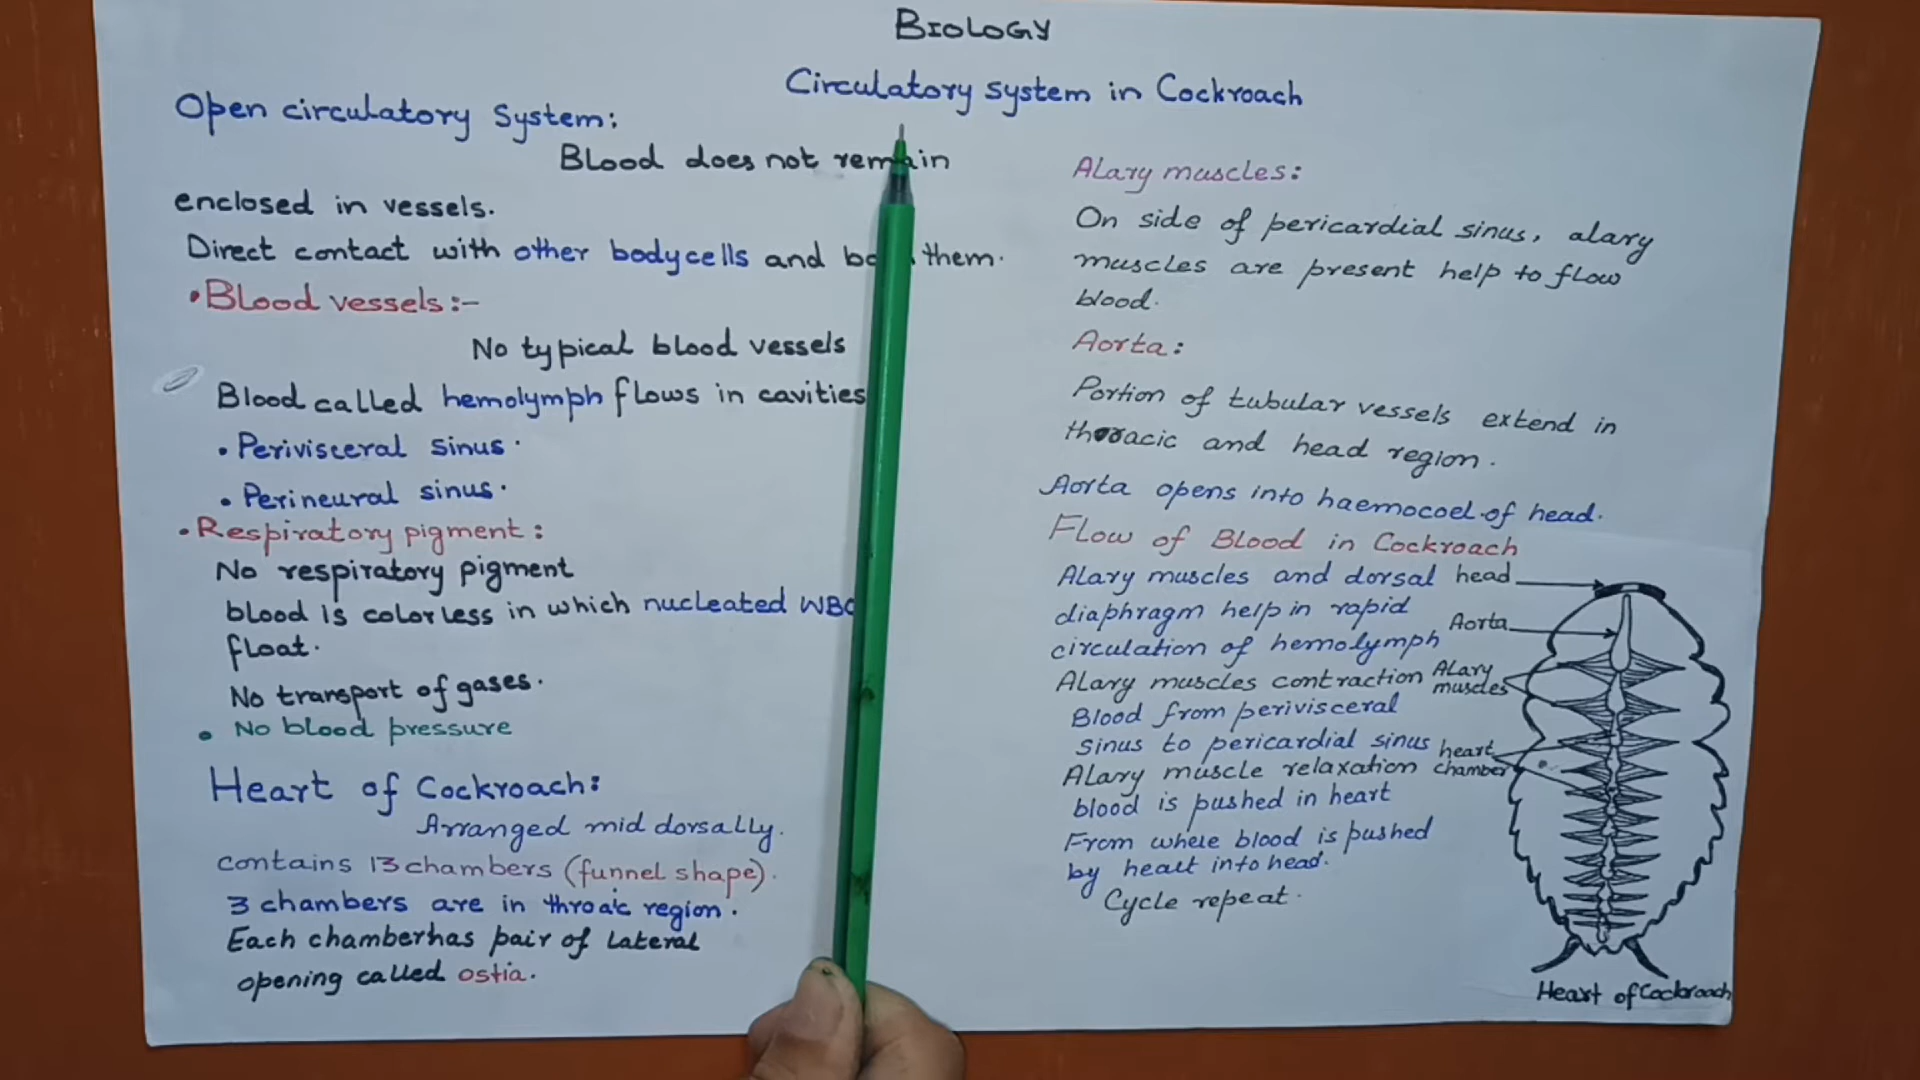 BIOLOGY
Circulatory system in Cockroach
Open circulatory System:
Blood does not remain
enclosed in vessels.
Direct contact with other bodycells and them.
• Blood vessels :-
No typical blood vessels
Blood called hemolymph flows in cavities
• Perivisceral sinus.
• Perineural sinus.
• Respiratory pigment :
No respiratory pigment
blood is colorless in which nucleated WBC
float.
No transport of gases.
• No blood pressure
Heart of Cockroach:
Arranged mid dorsally.
contains 13 chambers (funnel shape).
3 chambers are in throaic region.
Each chamber has pair of lateral
opening called ostia.
Alary muscles:
On side of pericardial sinus, alary
muscles are present help to flow
blood.
Aorta:
Portion of tubular vessels extend in
thoracic and head region.
Aorta opens into haemocoel of head.
Flow of Blood in Cockroach
Alary muscles and dorsal
diaphragm help in rapid
circulation of hemolymph
Alary muscles contraction
Blood from perivisceral
sinus to pericardial sinus
Alary muscle relaxation
blood is pushed in heart
From where blood is pushed
by heart into head.
Cycle repeat.
head
Aorta
Alary
muscles
heart
chamber
Heart of Cockroach